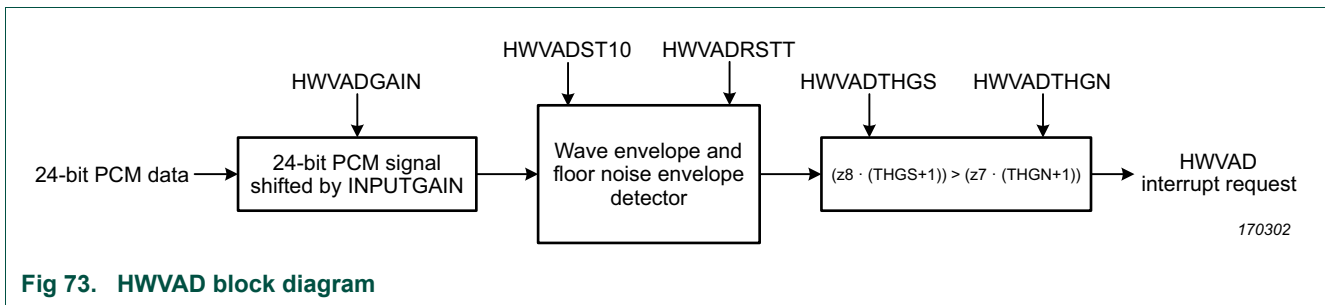 HWVADST10
HWVADRSTT
HWVADGAIN
HWVADTHGS
HWVADTHGN
24-bit PCM data
24-bit PCM signal
shifted by INPUTGAIN
Wave envelope and
floor noise envelope
detector
(z8 · (THGS+1)) > (z7 · (THGN+1))
HWVAD
interrupt request
170302
Fig 73. HWVAD block diagram